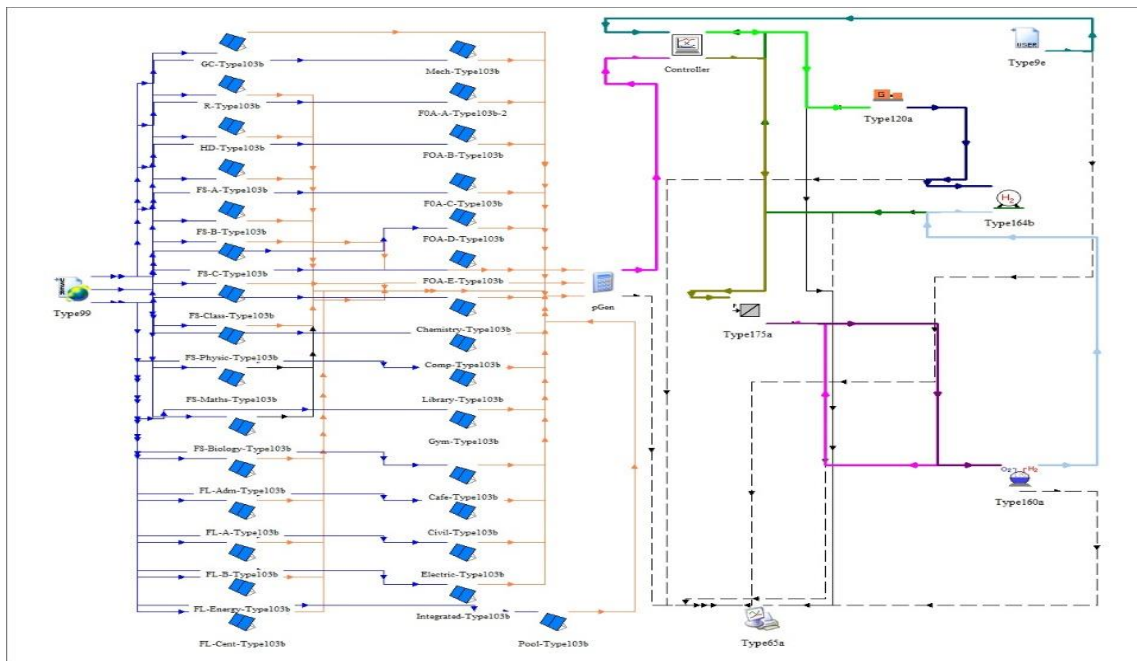 GC-Type103b
R-Type103b
HD-Type103b
FS-A-Type103b
FS-B-Type103b
FS-C-Type103b
FS-Class-Type103b
FS-Physic-Type103b
FS-Maths-Type103b
FS-Biology-Type103b
FL-Adm-Type103b
FL-A-Type103b
FL-B-Type103b
FL-Energy-Type103b
FL-Cent-Type103b
Type99
Mech-Type103b
F0A-A-Type103b-2
FOA-B-Type103b
F0A-C-Type103b
FOA-D-Type103b
FOA-E-Type103b
Chemistry-Type103b
Comp-Type103b
Library-Type103b
Gym-Type103b
Cafe-Type103b
Civil-Type103b
Electric-Type103b
Integrated-Type103b
Pool-Type103b
pGen
Controller
USER
Type9e
G
Type120a
H2
Type164b
Type175a
O2
H2
Type160a
Type65a